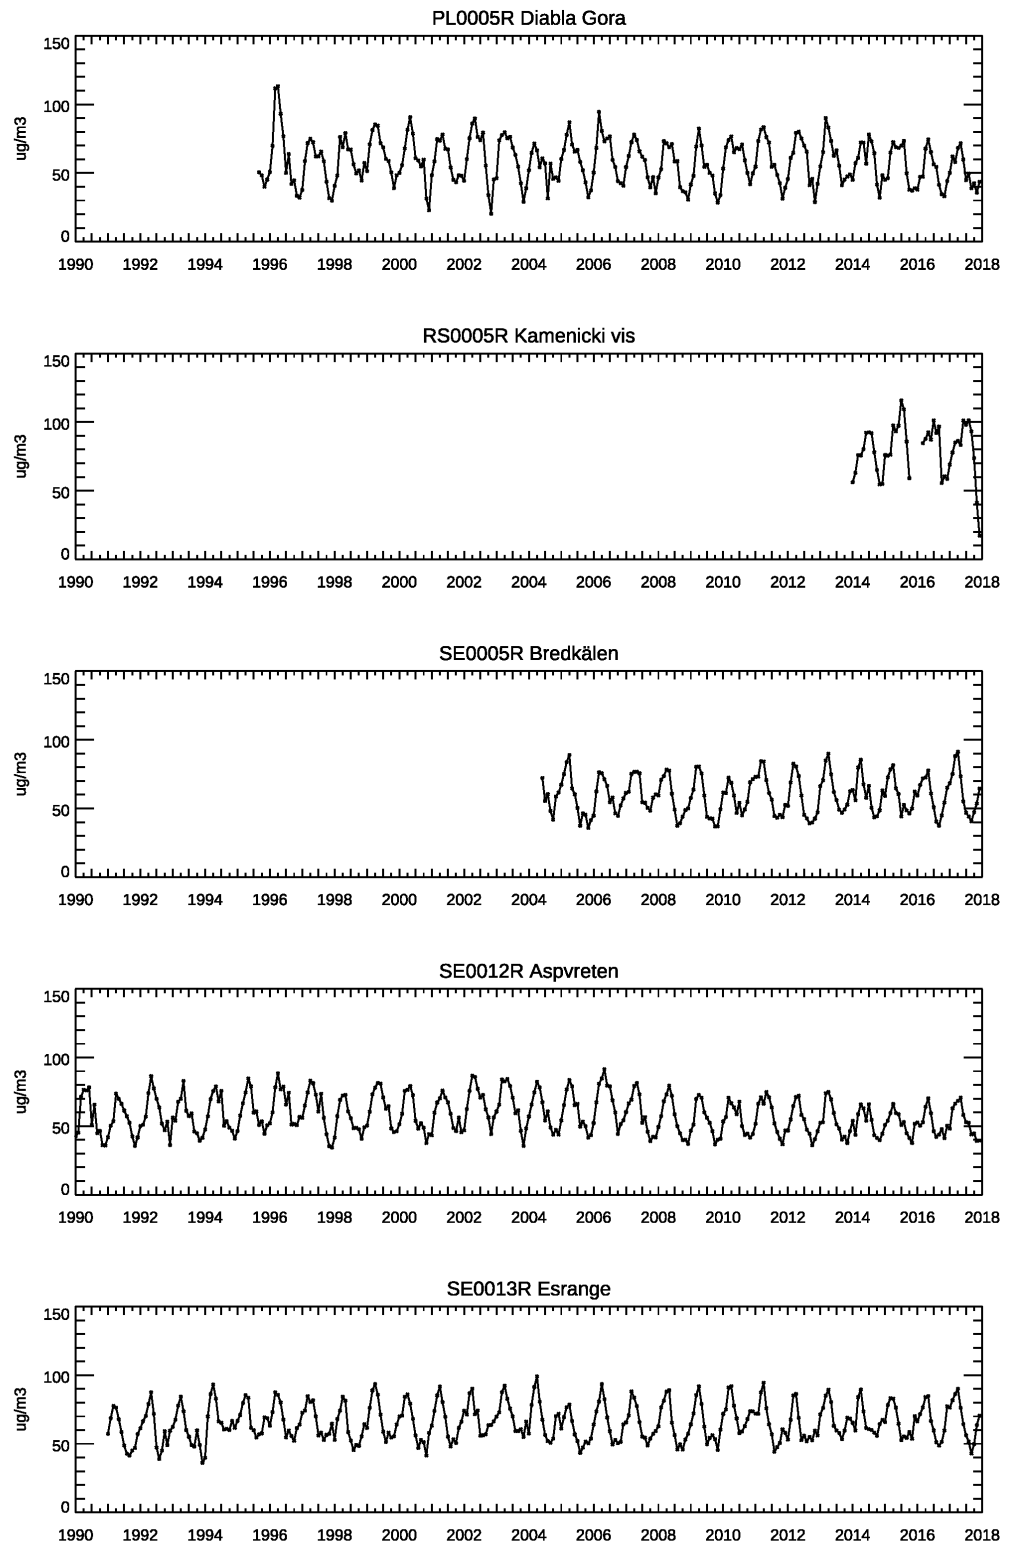 PL0005R Diabla Gora
150
100
50
0
ug/m3
1990 1992 1994 1996 1998 2000 2002 2004 2006 2008 2010 2012 2014 2016 2018
RS0005R Kamenicki vis
150
100
50
0
ug/m3
1990 1992 1994 1996 1998 2000 2002 2004 2006 2008 2010 2012 2014 2016 2018
SE0005R Bredkälen
150
100
50
0
ug/m3
1990 1992 1994 1996 1998 2000 2002 2004 2006 2008 2010 2012 2014 2016 2018
SE0012R Aspvreten
150
100
50
0
ug/m3
1990 1992 1994 1996 1998 2000 2002 2004 2006 2008 2010 2012 2014 2016 2018
SE0013R Esrange
150
100
50
0
ug/m3
1990 1992 1994 1996 1998 2000 2002 2004 2006 2008 2010 2012 2014 2016 2018